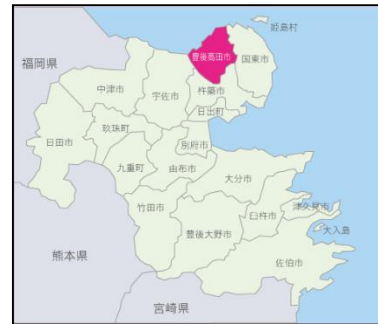 姫島村
福岡県
豊後高田市
国東市
中津市
宇佐市
杵築市
日出町
日田市
玖珠町
別府市
九重町
由布市
大分市
竹田市
臼杵市
津久見市
豊後大野市
大入島
佐伯市
熊本県
宮崎県